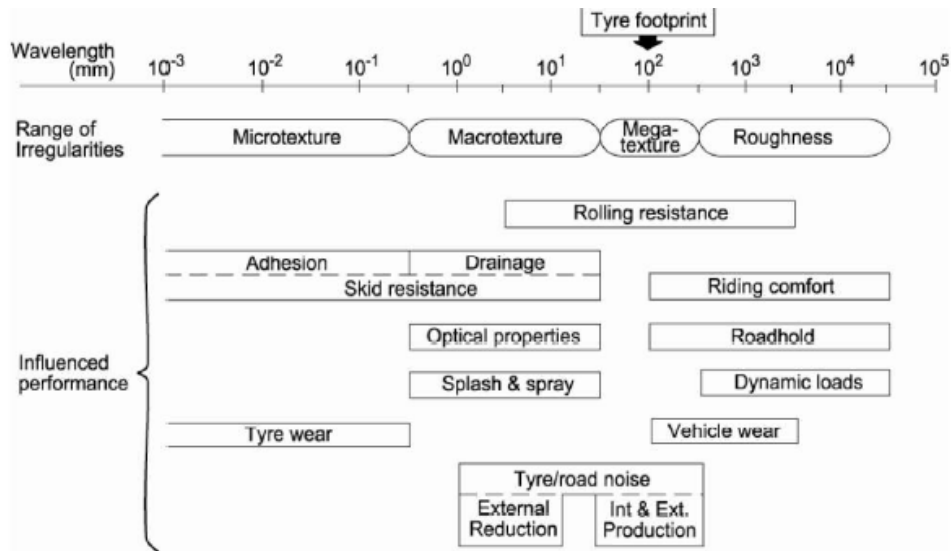 Tyre footprint
Wavelength
(mm)
10⁻³ 10⁻² 10⁻¹ 10⁰ 10¹ 10² 10³ 10⁴ 10⁵
Range of
Irregularities
Microtexture
Macrotexture
Mega-
texture
Roughness
Rolling resistance
Adhesion
Drainage
Skid resistance
Riding comfort
Optical properties
Roadhold
Influenced
performance
Splash & spray
Dynamic loads
Tyre wear
Vehicle wear
Tyre/road noise
External
Reduction
Int & Ext.
Production